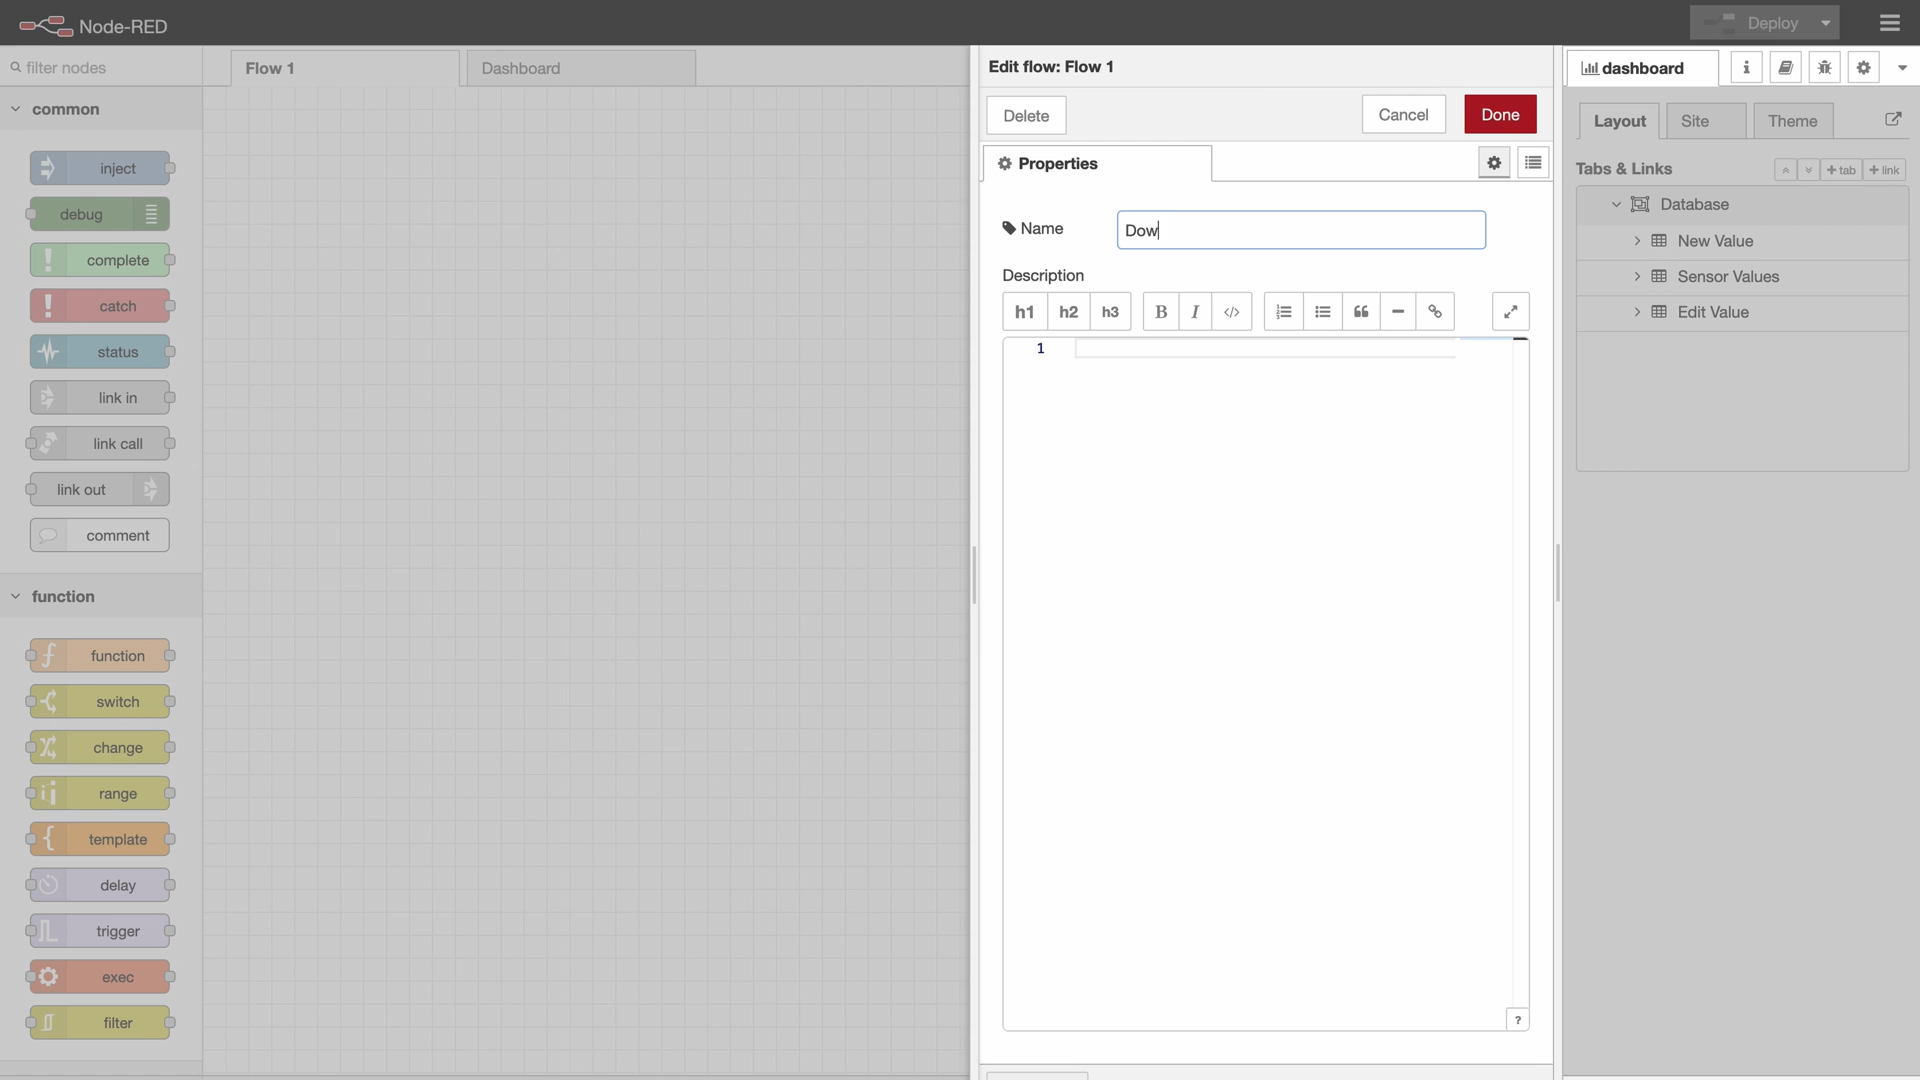 Node-RED
Deploy
filter nodes
Flow 1
Dashboard
Edit flow: Flow 1
dashboard
i
common
Delete
Cancel
Done
Layout
Site
Theme
Properties
Tabs & Links
tab
link
inject
debug
complete
catch
status
link in
link call
link out
comment
function
function
switch
change
range
template
delay
trigger
exec
filter
Name
Dow
Description
h1
h2
h3
B
I
</>
1
?
Database
New Value
Sensor Values
Edit Value